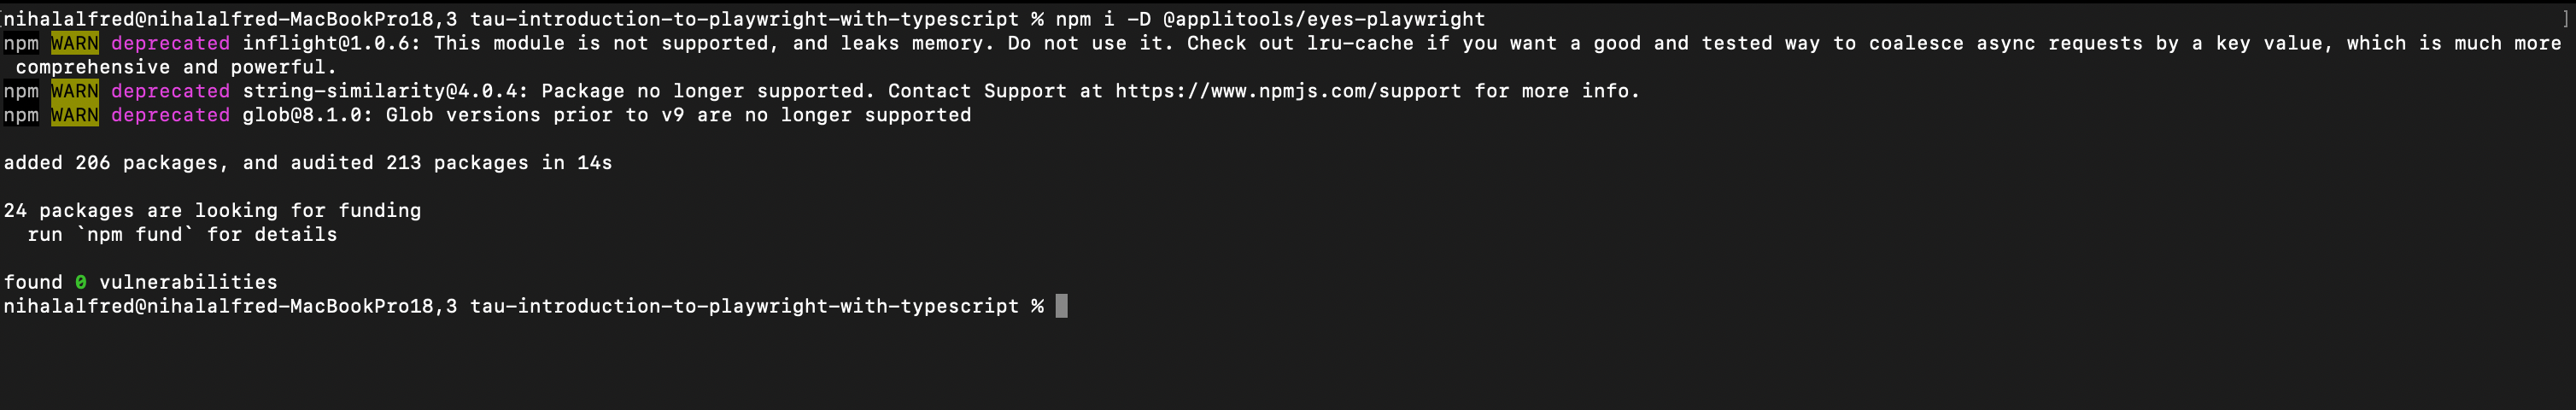 [nihalalfred@nihalalfred-MacBookPro18,3 tau-introduction-to-playwright-with-typescript % npm i -D @applitools/eyes-playwright ]
npm WARN deprecated inflight@1.0.6: This module is not supported, and leaks memory. Do not use it. Check out lru-cache if you want a good and tested way to coalesce async requests by a key value, which is much more
comprehensive and powerful.
npm WARN deprecated string-similarity@4.0.4: Package no longer supported. Contact Support at https://www.npmjs.com/support for more info.
npm WARN deprecated glob@8.1.0: Glob versions prior to v9 are no longer supported
added 206 packages, and audited 213 packages in 14s
24 packages are looking for funding
run `npm fund` for details
found 0 vulnerabilities
nihalalfred@nihalalfred-MacBookPro18,3 tau-introduction-to-playwright-with-typescript %